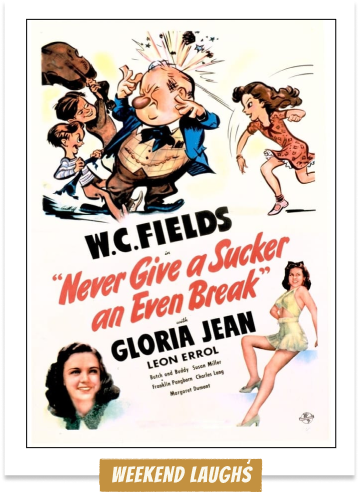 W.C. FIELDS
in
"Never Give a Sucker
an Even Break"
with
GLORIA JEAN
LEON ERROL
Butch and Buddy Susan Miller
Franklin Pangborn Charles Lang
Margaret Dumont
WEEKEND LAUGHS